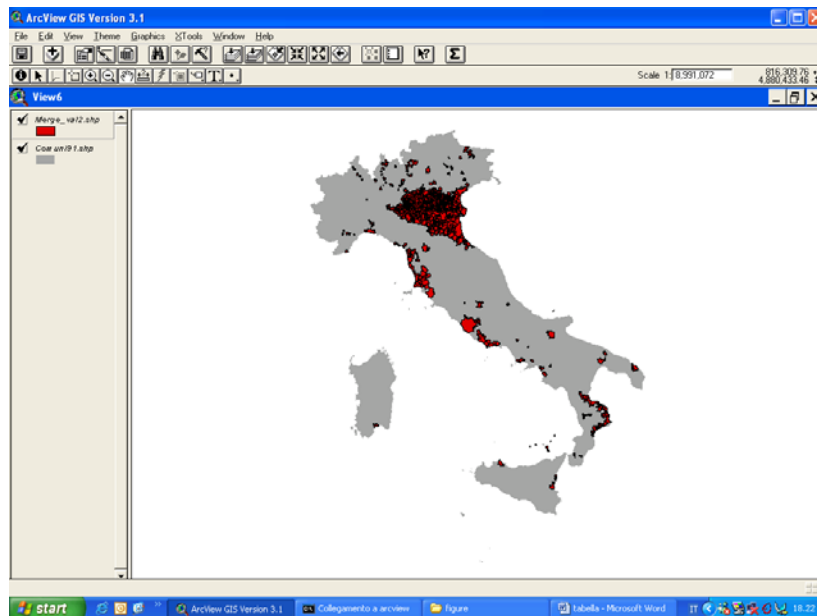 ArcView GIS Version 3.1
File Edit View Theme Graphics XTools Window Help
Scale 1: 8,991,072
816,309.76
4,880,433.46
View6
Merge_val2.shp
Comuni91.shp
start
ArcView GIS Version 3.1
Collegamento a arcview
figure
tabella - Microsoft Word
IT
18.22